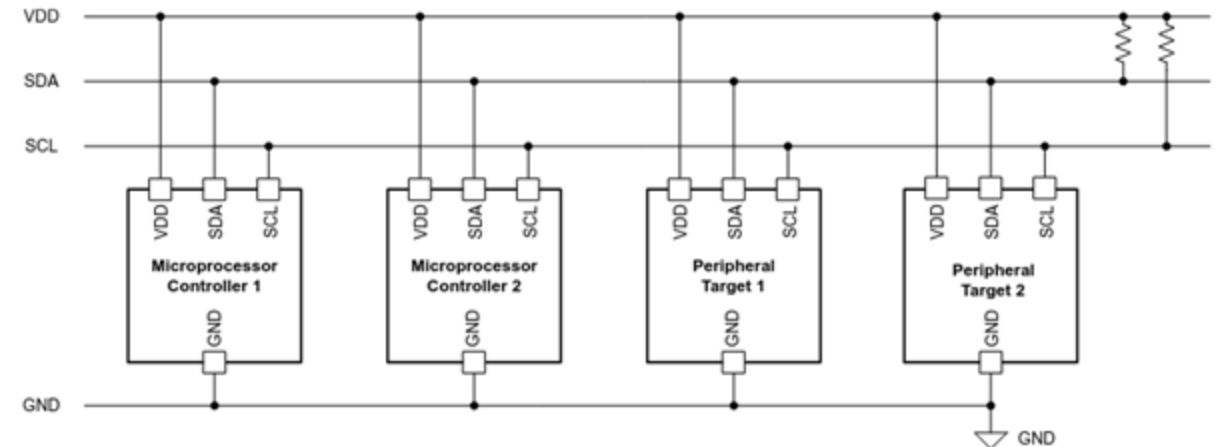 VDD
SDA
SCL
VDD SDA SCL
Microprocessor
Controller 1
GND
VDD SDA SCL
Microprocessor
Controller 2
GND
VDD SDA SCL
Peripheral
Target 1
GND
VDD SDA SCL
Peripheral
Target 2
GND
GND
GND